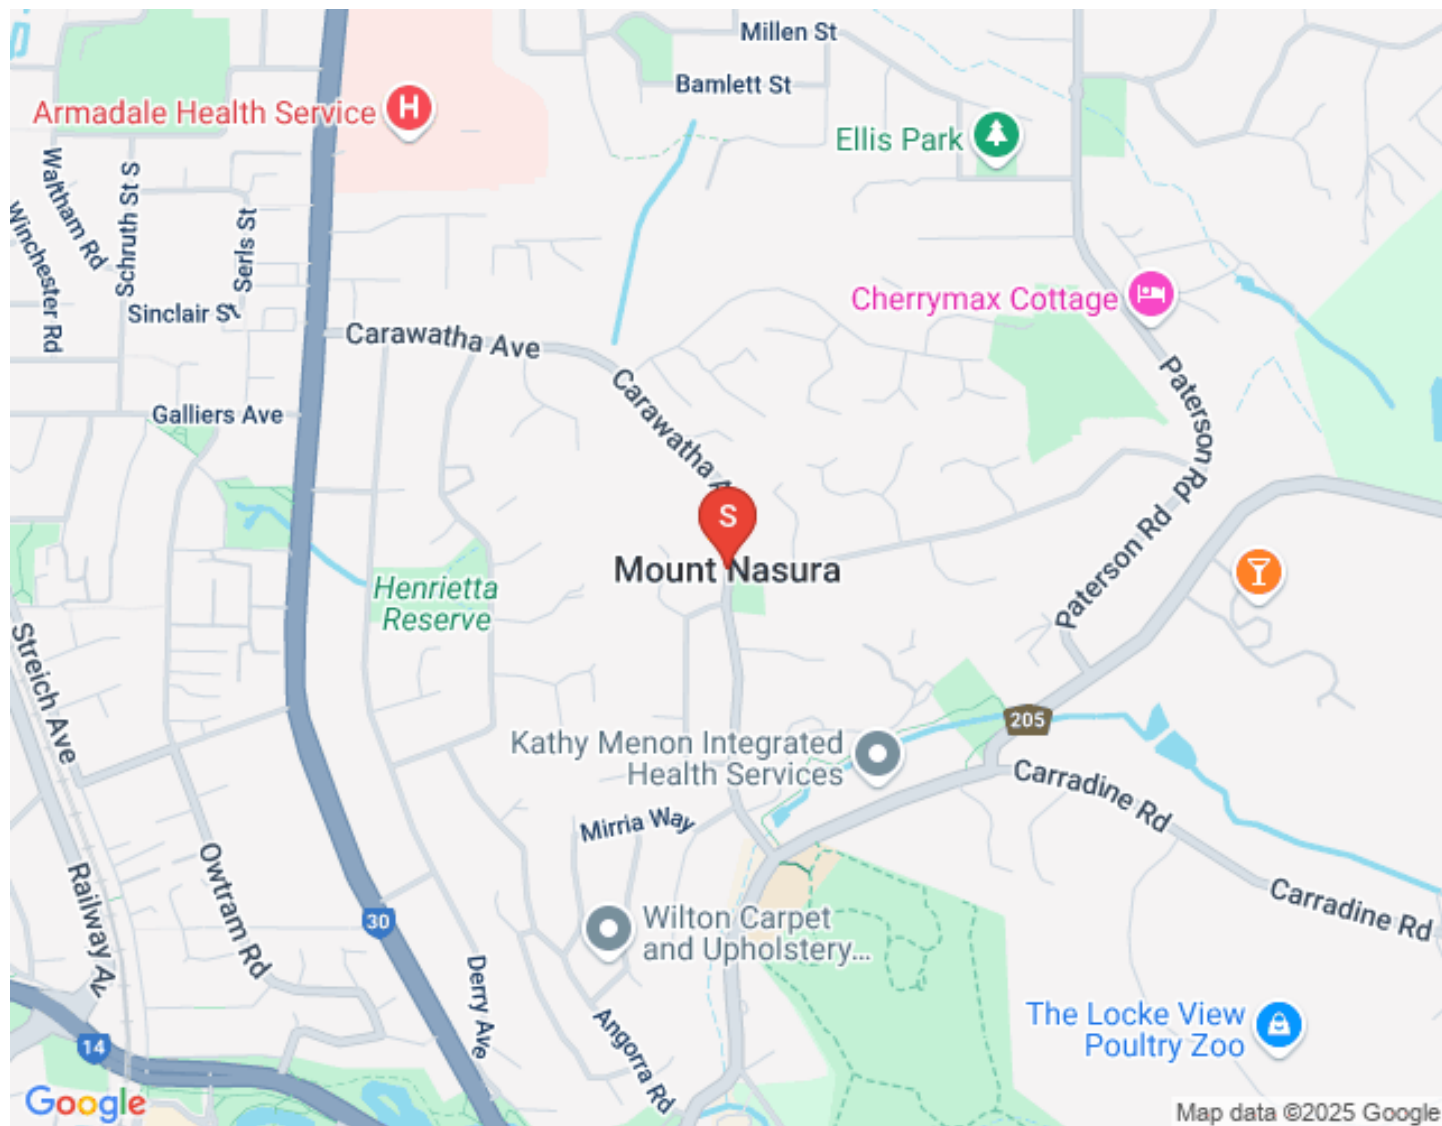 Millen St
Bamlett St
Armadale Health Service
H
Ellis Park
Waltham Rd
Winchester Rd
Schruth St S
Serls St
Sinclair St
Cherrymax Cottage
Carawatha Ave
Carawatha A
Galliers Ave
Paterson Rd
Paterson Rd
S
Mount Nasura
Henrietta
Reserve
Streich Ave
205
Kathy Menon Integrated
Health Services
Carradine Rd
Mirria Way
Owtram Rd
Railway Av
30
Carradine Rd
Wilton Carpet
and Upholstery...
Derry Ave
Angorra Rd
The Locke View
Poultry Zoo
14
Google
Map data ©2025 Google